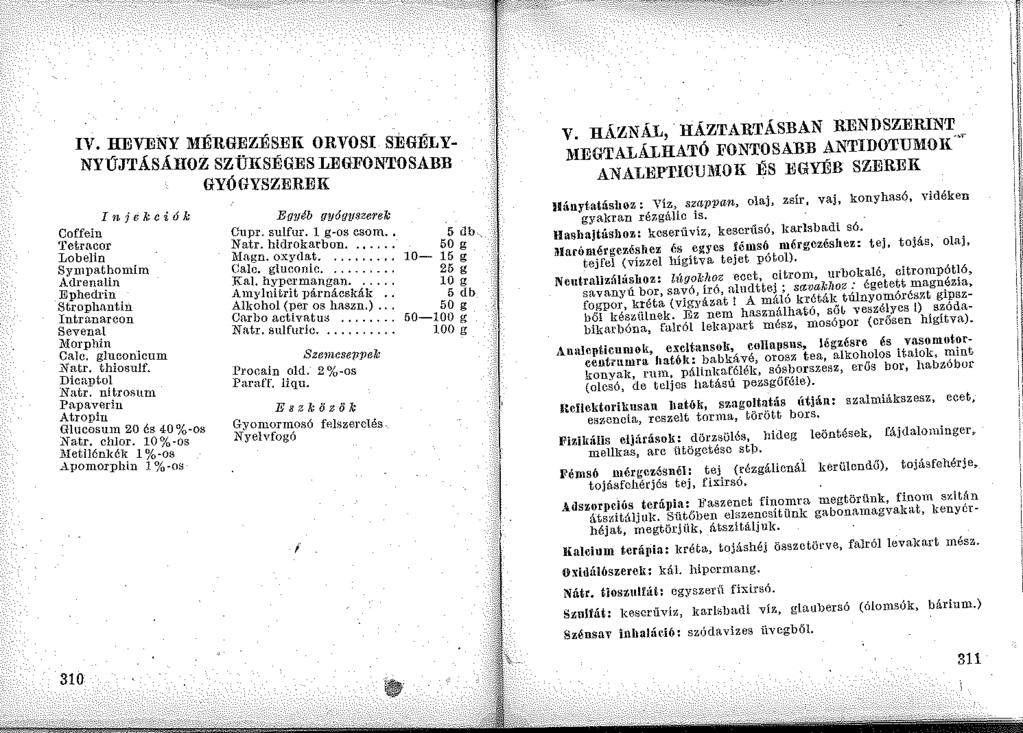 IV. HEVENY MÉRGEZÉSEK ORVOSI SEGÉLY-
NYÚJTÁSÁHOZ SZÜKSÉGES LEGFONTOSABB
GYÓGYSZEREK
Injekciók
Coffein
Tetracor
Lobelin
Sympathomim
Adrenalin
Ephedrin
Strophantin
Intranarcon
Sevenal
Morphin
Calc. gluconicum
Natr. thiosulf.
Dicaptol
Natr. nitrosum
Papaverin
Atropin
Glucosum 20 és 40%-os
Natr. chlor. 10%-os
Metilénkék 1%-os
Apomorphin 1%-os
Egyéb gyógyszerek
Cupr. sulfur. 1 g-os csom. . 5 db
Natr. hidrokarbon. ...... 50 g
Magn. oxydat. ......... 10— 15 g
Calc. gluconic. ......... 25 g
Kal. hypermangan. ..... 10 g
Amylnitrit párnácskák .. 5 db
Alkohol (per os haszn.) ... 50 g
Carbo activatus ........ 50—100 g
Natr. sulfuric. .......... 100 g
Szemcseppek
Procain old. 2%-os
Paraff. liqu.
Eszközök
Gyomormosó felszerelés
Nyelvfogó
310
V. HÁZNÁL, HÁZTARTÁSBAN RENDSZERINT
MEGTALÁLHATÓ FONTOSABB ANTIDOTUMOK
ANALEPTICUMOK ÉS EGYÉB SZEREK
Hánytatáshoz: Víz, szappan, olaj, zsír, vaj, konyhasó, vidéken
gyakran rézgálic is.
Hashajtáshoz: keserűvíz, keserűsó, karlsbadi só.
Marómérgezéshez és egyes fémsó mérgezéshez: tej, tojás, olaj,
tejfel (vízzel hígítva tejet pótol).
Neutralizáláshoz: lúgokhoz ecet, citrom, urbokalé, citrompótló,
savanyú bor, savó, író, aludttej; savakhoz: égetett magnézia,
fogpor, kréta (vigyázat! A máló kréták túlnyomórészt gipsz-
ből készülnek. Ez nem használható, sőt veszélyes!) szóda-
bikarbóna, falról lekapart mész, mosópor (erősen hígítva).
Analepticumok, excitansok, collapsus, légzésre és vasomotor-
centrumra hatók: babkávé, orosz tea, alkoholos italok, mint
konyak, rum, pálinkafélék, sósborszesz, erős bor, habzóbor
(olcsó, de teljes hatású pezsgőféle).
Reflektorikusan hatók, szagoltatás útján: szalmiákszesz, ecet,
eszencia, reszelt torma, törött bors.
Fizikális eljárások: dörzsölés, hideg leöntések, fájdalominger,
mellkas, arc ütögetése stb.
Fémsó mérgezésnél: tej (rézgálicnál kerülendő), tojásfehérje,
tojásfehérjés tej, fixirsó.
Adszorpciós terápia: Faszenet finomra megtörünk, finom szitán
átszitáljuk. Sütőben elszenesítünk gabonamagvakat, kenyér-
héjat, megtörjük, átszitáljuk.
Kalcium terápia: kréta, tojáshéj összetörve, falról levakart mész.
Oxidálószerek: kál. hipermang.
Nátr. tioszulfát: egyszerű fixirsó.
Szulfát: keserűvíz, karlsbadi víz, glaubersó (ólomsók, bárium.)
Szénsav inhaláció: szódavizes üvegből.
311